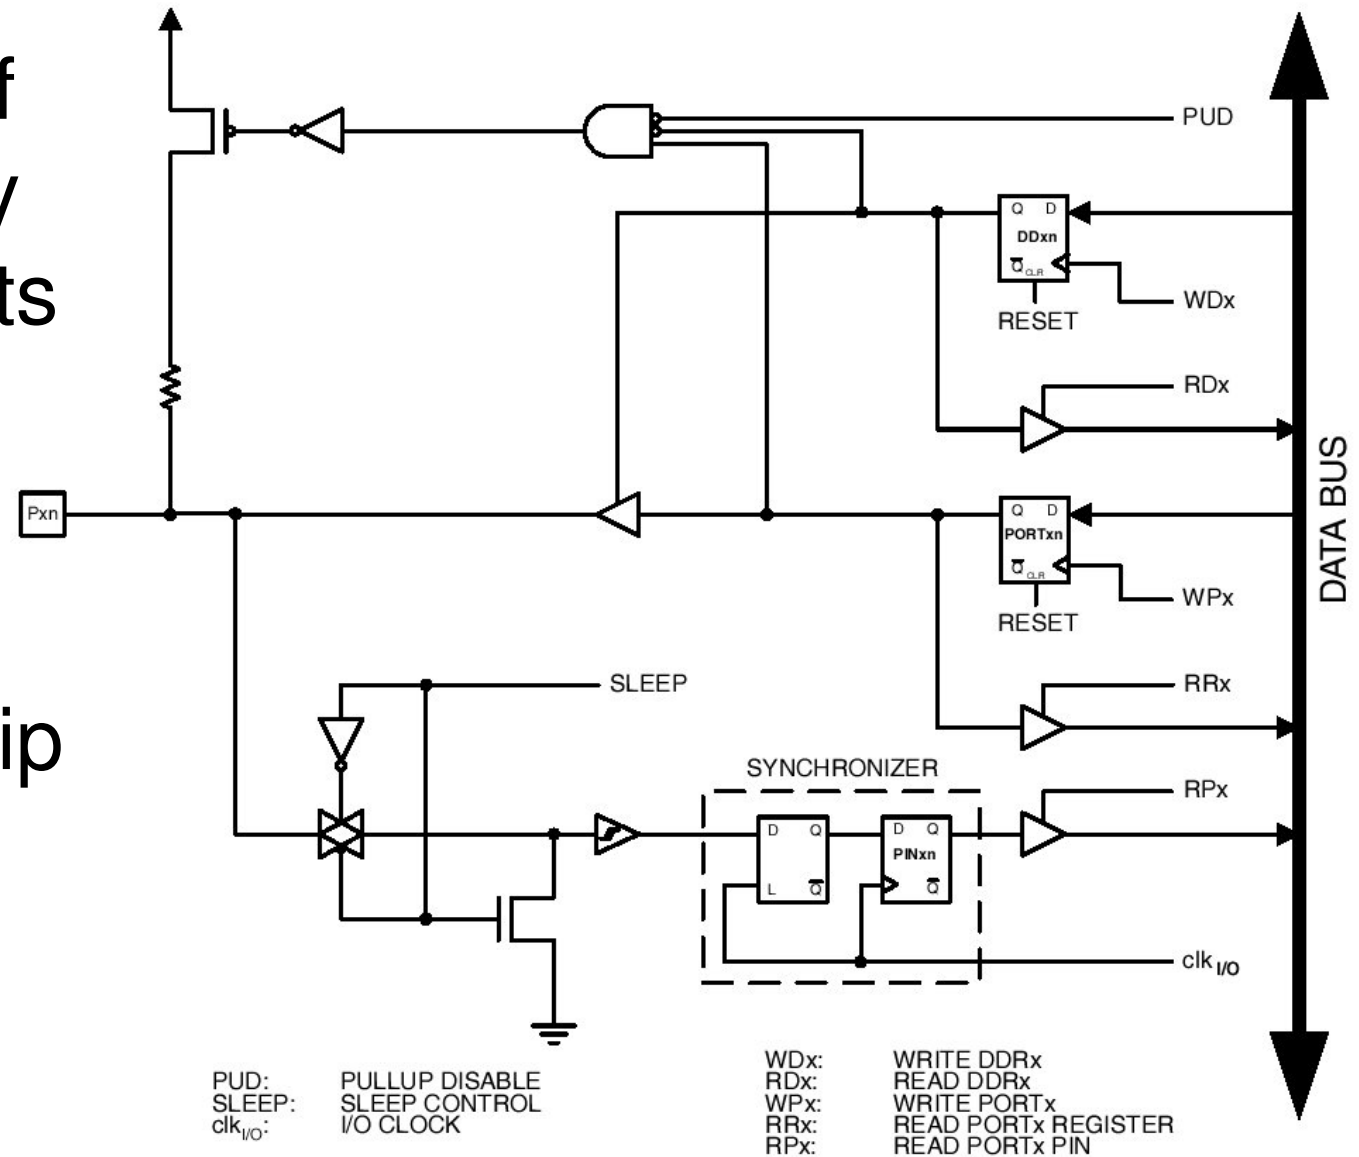 f
y
ts
ip
PUD
Q D
DDxn
Q CLR
RESET
WDx
RDx
Pxn
Q D
PORTxn
Q CLR
RESET
WPx
DATA BUS
SLEEP
RRx
SYNCHRONIZER
RPx
D Q
L Q
D Q
PINxn
Q
clk I/O
PUD: PULLUP DISABLE
SLEEP: SLEEP CONTROL
clkI/O: I/O CLOCK
WDx: WRITE DDRx
RDx: READ DDRx
WPx: WRITE PORTx
RRx: READ PORTx REGISTER
RPx: READ PORTx PIN